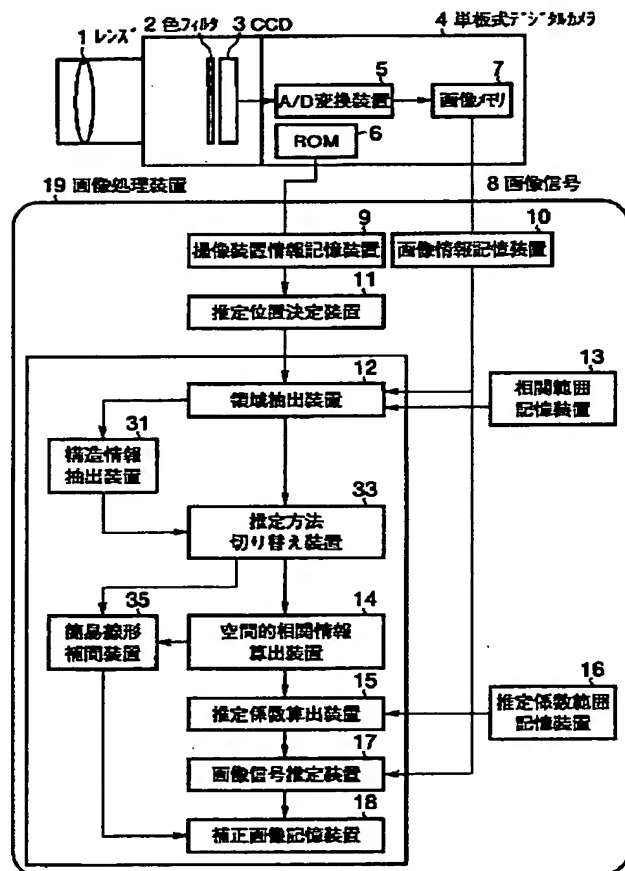 1 レンズ
2 色フィルタ
3 CCD
4 単板式デジタルカメラ
5
A/D変換装置
7
画像メモリ
ROM
6
19 画像処理装置
8 画像信号
9
撮像装置情報記憶装置
10
画像情報記憶装置
11
推定位置決定装置
12
領域抽出装置
13
相関範囲
記憶装置
31
構造情報
抽出装置
33
推定方法
切り替え装置
35
簡易線形
補間装置
14
空間的相関情報
算出装置
15
推定係数算出装置
16
推定係数範囲
記憶装置
17
画像信号推定装置
18
補正画像記憶装置